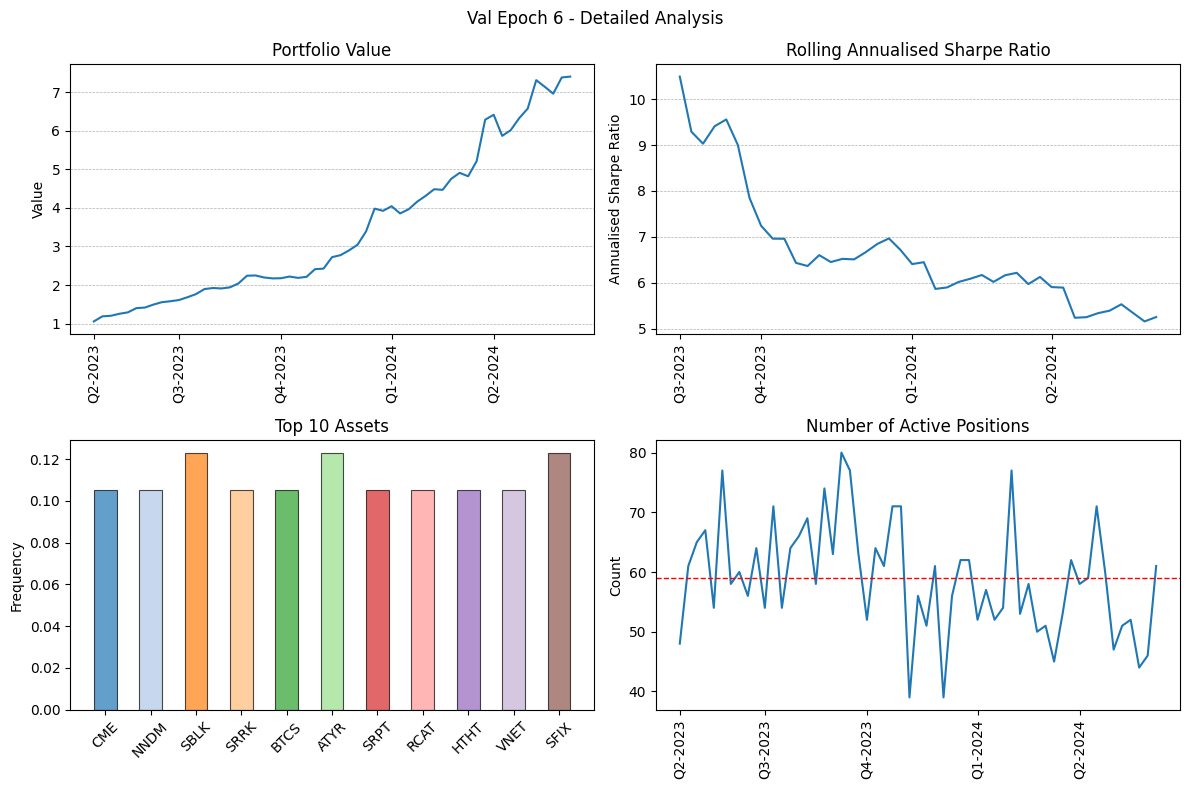 Val Epoch 6 - Detailed Analysis
Portfolio Value
Value
7
6
5
4
3
2
1
Q2-2023
Q3-2023
Q4-2023
Q1-2024
Q2-2024
Rolling Annualised Sharpe Ratio
Annualised Sharpe Ratio
10
9
8
7
6
5
Q3-2023
Q4-2023
Q1-2024
Q2-2024
Top 10 Assets
Frequency
0.12
0.10
0.08
0.06
0.04
0.02
0.00
CME
NNDM
SBLK
SRRK
BTCS
ATYR
SRPT
RCAT
HTHT
VNET
SFIX
Number of Active Positions
Count
80
70
60
50
40
Q2-2023
Q3-2023
Q4-2023
Q1-2024
Q2-2024